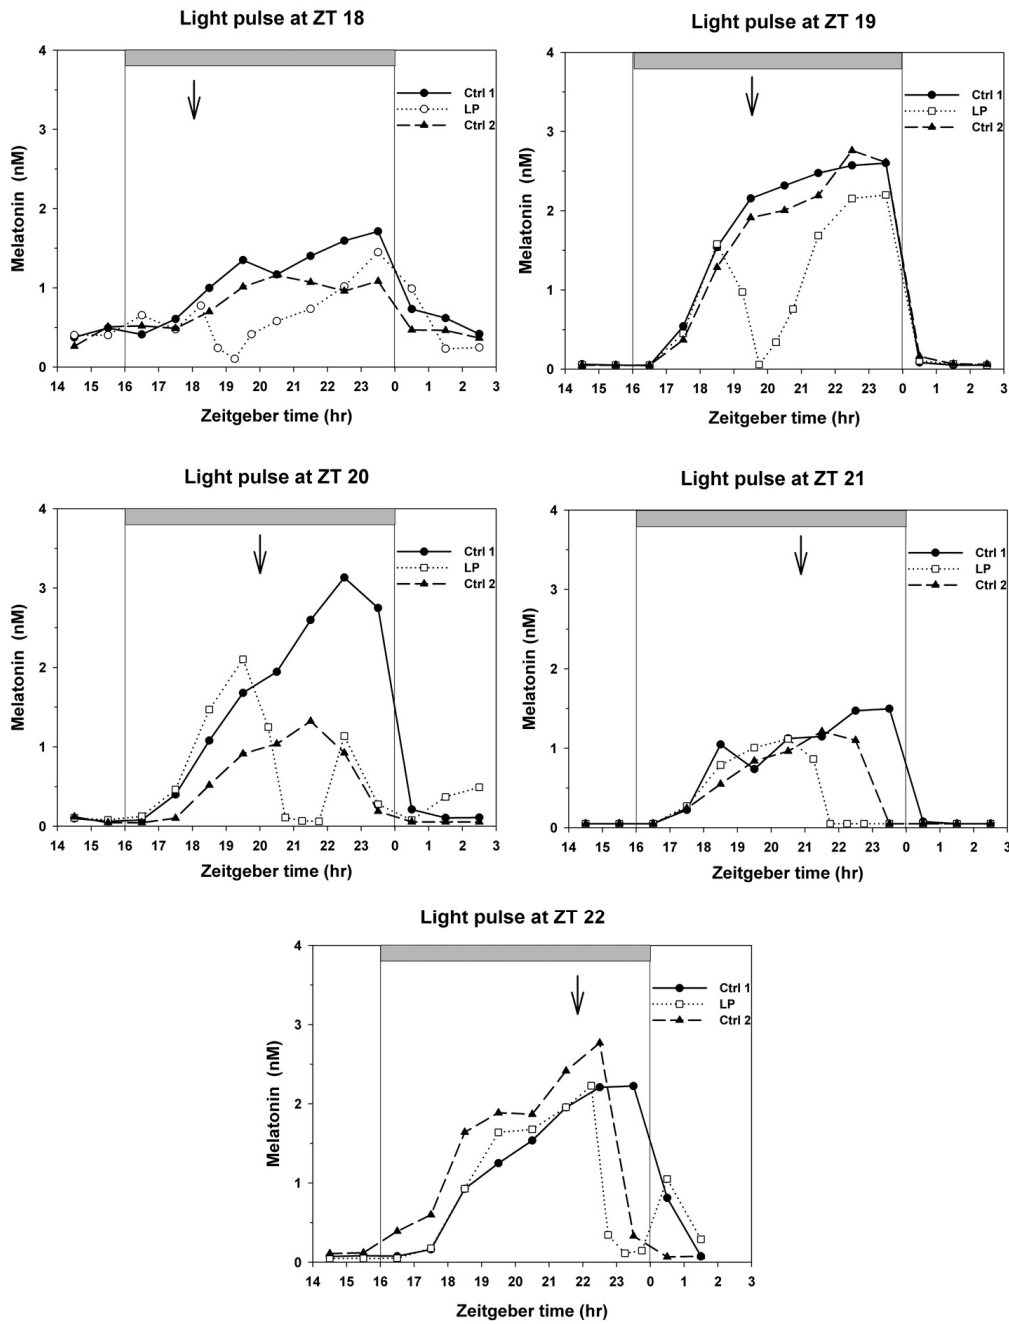 Light pulse at ZT 18
4
3
2
1
0
Melatonin (nM)
Ctrl 1
LP
Ctrl 2
14 15 16 17 18 19 20 21 22 23 0 1 2 3
Zeitgeber time (hr)
Light pulse at ZT 19
4
3
2
1
0
Melatonin (nM)
Ctrl 1
LP
Ctrl 2
14 15 16 17 18 19 20 21 22 23 0 1 2 3
Zeitgeber time (hr)
Light pulse at ZT 20
4
3
2
1
0
Melatonin (nM)
Ctrl 1
LP
Ctrl 2
14 15 16 17 18 19 20 21 22 23 0 1 2 3
Zeitgeber time (hr)
Light pulse at ZT 21
4
3
2
1
0
Melatonin (nM)
Ctrl 1
LP
Ctrl 2
14 15 16 17 18 19 20 21 22 23 0 1 2 3
Zeitgeber time (hr)
Light pulse at ZT 22
4
3
2
1
0
Melatonin (nM)
Ctrl 1
LP
Ctrl 2
14 15 16 17 18 19 20 21 22 23 0 1 2 3
Zeitgeber time (hr)